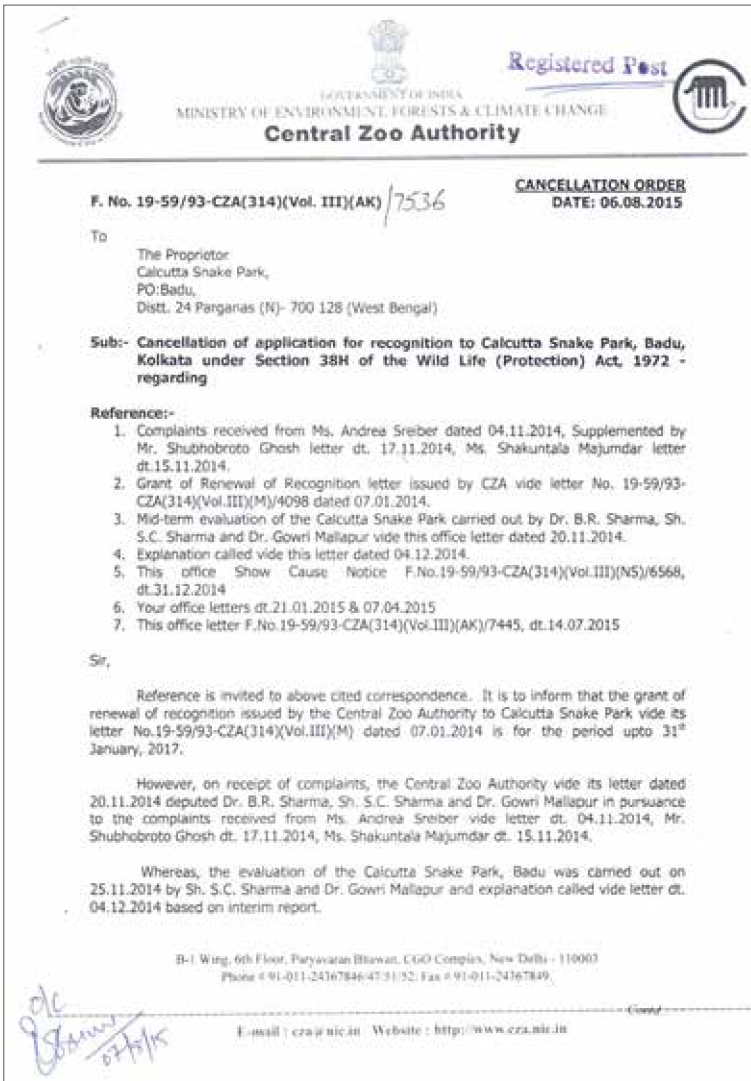 Registered Post
GOVERNMENT OF INDIA
MINISTRY OF ENVIRONMENT, FORESTS & CLIMATE CHANGE
Central Zoo Authority
CANCELLATION ORDER
F. No. 19-59/93-CZA(314)(Vol. III)(AK)/7536 DATE: 06.08.2015
To
The Proprietor
Calcutta Snake Park,
PO:Badu,
Distt. 24 Parganas (N)- 700 128 (West Bengal)
Sub:- Cancellation of application for recognition to Calcutta Snake Park, Badu,
Kolkata under Section 38H of the Wild Life (Protection) Act, 1972 -
regarding
Reference:-
1. Complaints received from Ms. Andrea Sreiber dated 04.11.2014, Supplemented by
Mr. Shubhobroto Ghosh letter dt. 17.11.2014, Ms. Shakuntala Majumdar letter
dt.15.11.2014.
2. Grant of Renewal of Recognition letter issued by CZA vide letter No. 19-59/93-
CZA(314)(Vol.III)(M)/4098 dated 07.01.2014.
3. Mid-term evaluation of the Calcutta Snake Park carried out by Dr. B.R. Sharma, Sh.
S.C. Sharma and Dr. Gowri Mallapur vide this office letter dated 20.11.2014.
4. Explanation called vide this letter dated 04.12.2014.
5. This office Show Cause Notice F.No.19-59/93-CZA(314)(Vol.III)(NS)/6568,
dt.31.12.2014
6. Your office letters dt.21.01.2015 & 07.04.2015
7. This office letter F.No.19-59/93-CZA(314)(Vol.III)(AK)/7445, dt.14.07.2015
Sir,
Reference is invited to above cited correspondence. It is to inform that the grant of
renewal of recognition issued by the Central Zoo Authority to Calcutta Snake Park vide its
letter No.19-59/93-CZA(314)(Vol.III)(M) dated 07.01.2014 is for the period upto 31st
January, 2017.
However, on receipt of complaints, the Central Zoo Authority vide its letter dated
20.11.2014 deputed Dr. B.R. Sharma, Sh. S.C. Sharma and Dr. Gowri Mallapur in pursuance
to the complaints received from Ms. Andrea Sreiber vide letter dt. 04.11.2014, Mr.
Shubhobroto Ghosh dt. 17.11.2014, Ms. Shakuntala Majumdar dt. 15.11.2014.
Whereas, the evaluation of the Calcutta Snake Park, Badu was carried out on
25.11.2014 by Sh. S.C. Sharma and Dr. Gowri Mallapur and explanation called vide letter dt.
04.12.2014 based on interim report.
B-1 Wing, 6th Floor, Paryavaran Bhawan, CGO Complex, New Delhi - 110003
Phone # 91-011-24367846/47/51/52; Fax # 91-011-24367849.
o/c
Contd
07/8/15
E-mail : cza@nic.in Website : http://www.cza.nic.in